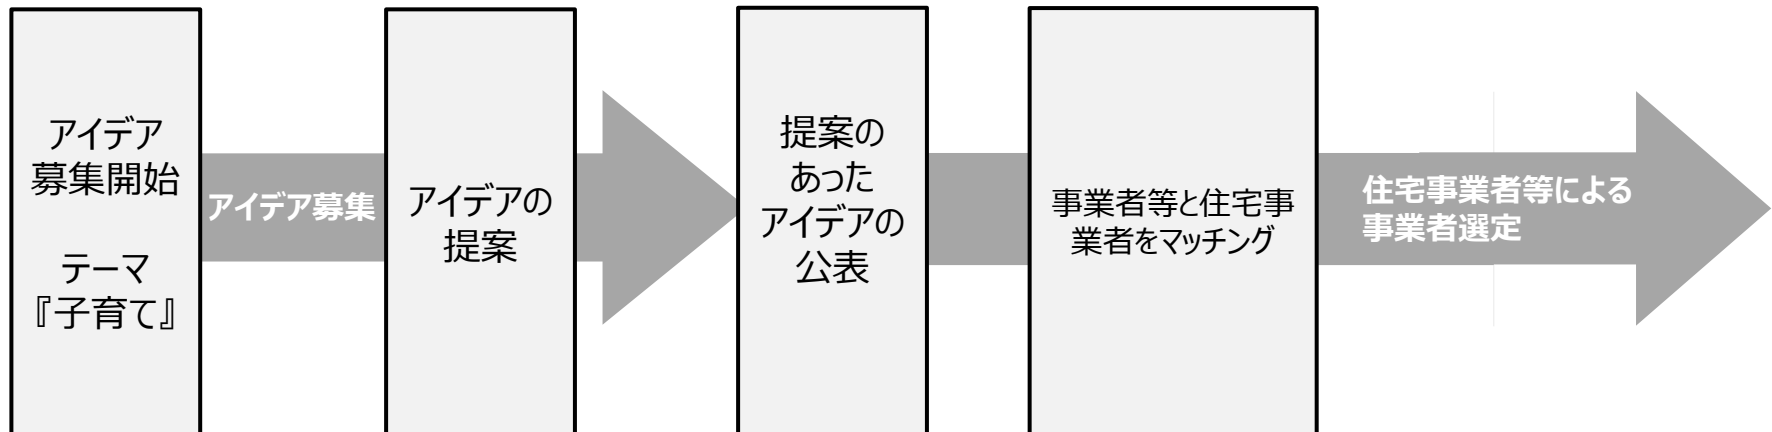 アイデア
募集開始
テーマ
『子育て』
アイデア募集
アイデアの
提案
提案の
あった
アイデアの
公表
事業者等と住宅事
業者をマッチング
住宅事業者等による
事業者選定